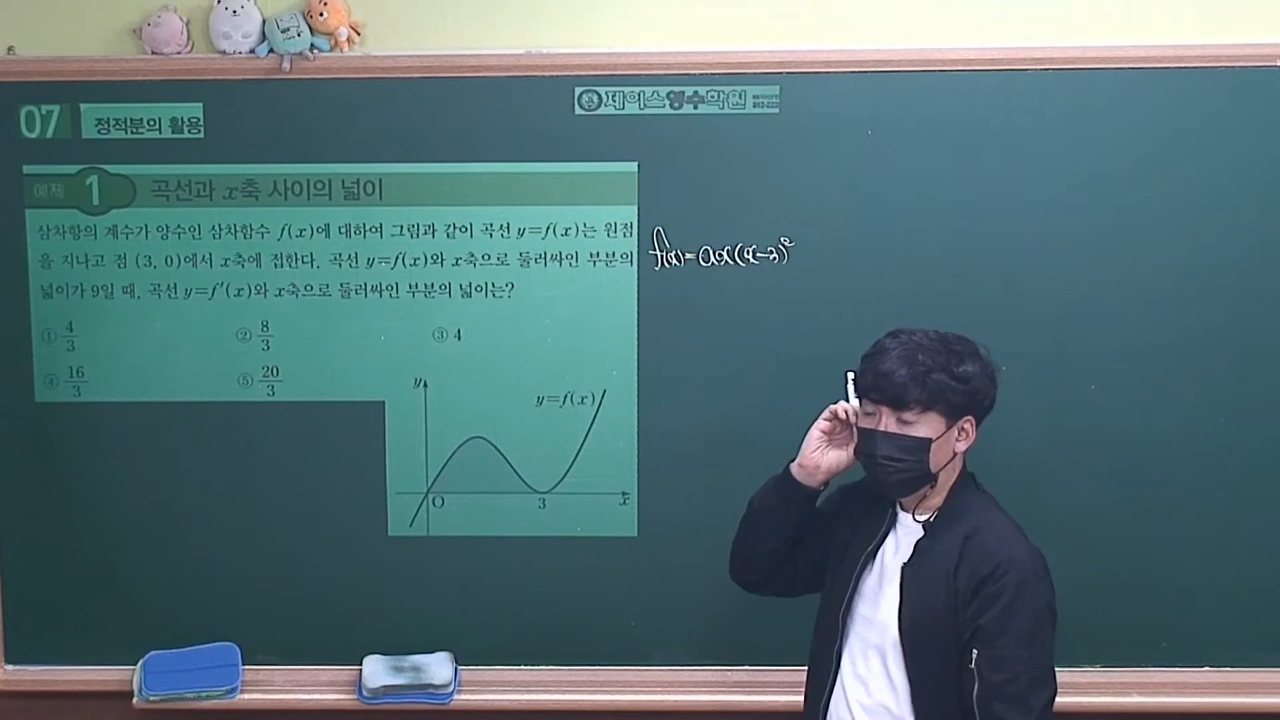 07 정적분의 활용
제이스영수학원
예제 1 곡선과 x축 사이의 넓이
삼차항의 계수가 양수인 삼차함수 f(x)에 대하여 그림과 같이 곡선 y=f(x)는 원점
을 지나고 점 (3, 0)에서 x축에 접한다. 곡선 y=f(x)와 x축으로 둘러싸인 부분의
넓이가 9일 때, 곡선 y=f'(x)와 x축으로 둘러싸인 부분의 넓이는?
f(x)=ax(x-3)²
① 4/3 ② 8/3 ③ 4
④ 16/3 ⑤ 20/3
y
y=f(x)
O 3 x